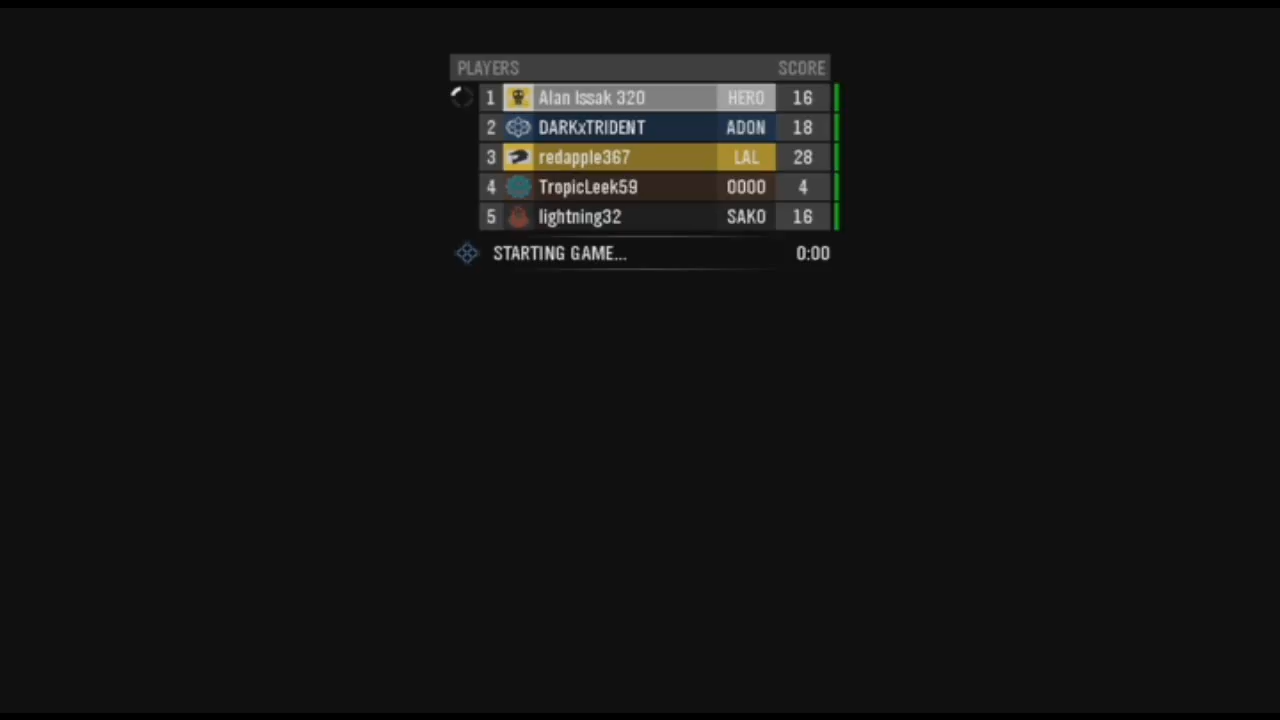 PLAYERS SCORE
1 Alan Issak 320 HERO 16
2 DARKxTRIDENT ADON 18
3 redapple367 LAL 28
4 TropicLeek59 OOOO 4
5 lightning32 SAKO 16
STARTING GAME... 0:00